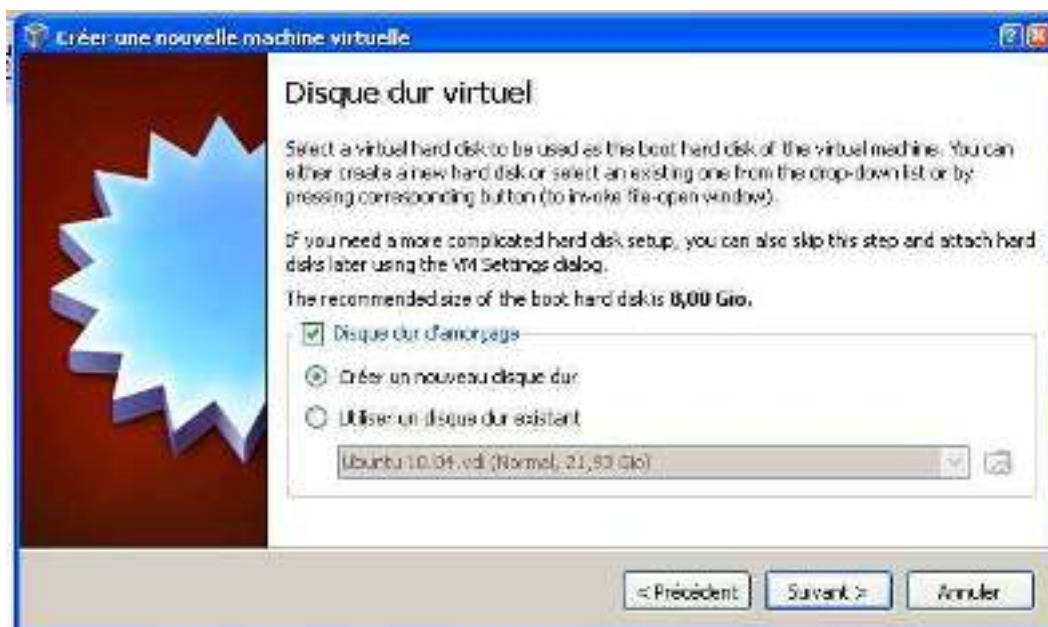 Créer une nouvelle machine virtuelle
Disque dur virtuel
Select a virtual hard disk to be used as the boot hard disk of the virtual machine. You can
either create a new hard disk or select an existing one from the drop-down list or by
pressing corresponding button (to invoke file-open window).
If you need a more complicated hard disk setup, you can also skip this step and attach hard
disks later using the VM Settings dialog.
The recommended size of the boot hard disk is 8,00 Gio.
Disque dur d'amorçage
Créer un nouveau disque dur
Utiliser un disque dur existant
Ubuntu 10.04.vdi (Normal, 21,93 Gio)
< Précédent
Suivant >
Annuler